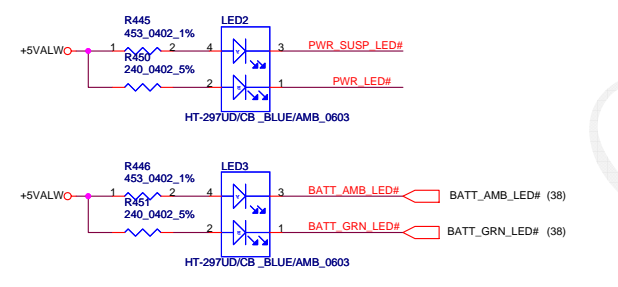 R445 LED2
453_0402_1%
+5VALW 1 2 4 3 PWR_SUSP_LED#
R450
240_0402_5%
2 1 PWR_LED#
HT-297UD/CB _BLUE/AMB_0603
R446 LED3
453_0402_1%
+5VALW 1 2 4 3 BATT_AMB_LED# BATT_AMB_LED# (38)
R451
240_0402_5%
2 1 BATT_GRN_LED# BATT_GRN_LED# (38)
HT-297UD/CB _BLUE/AMB_0603